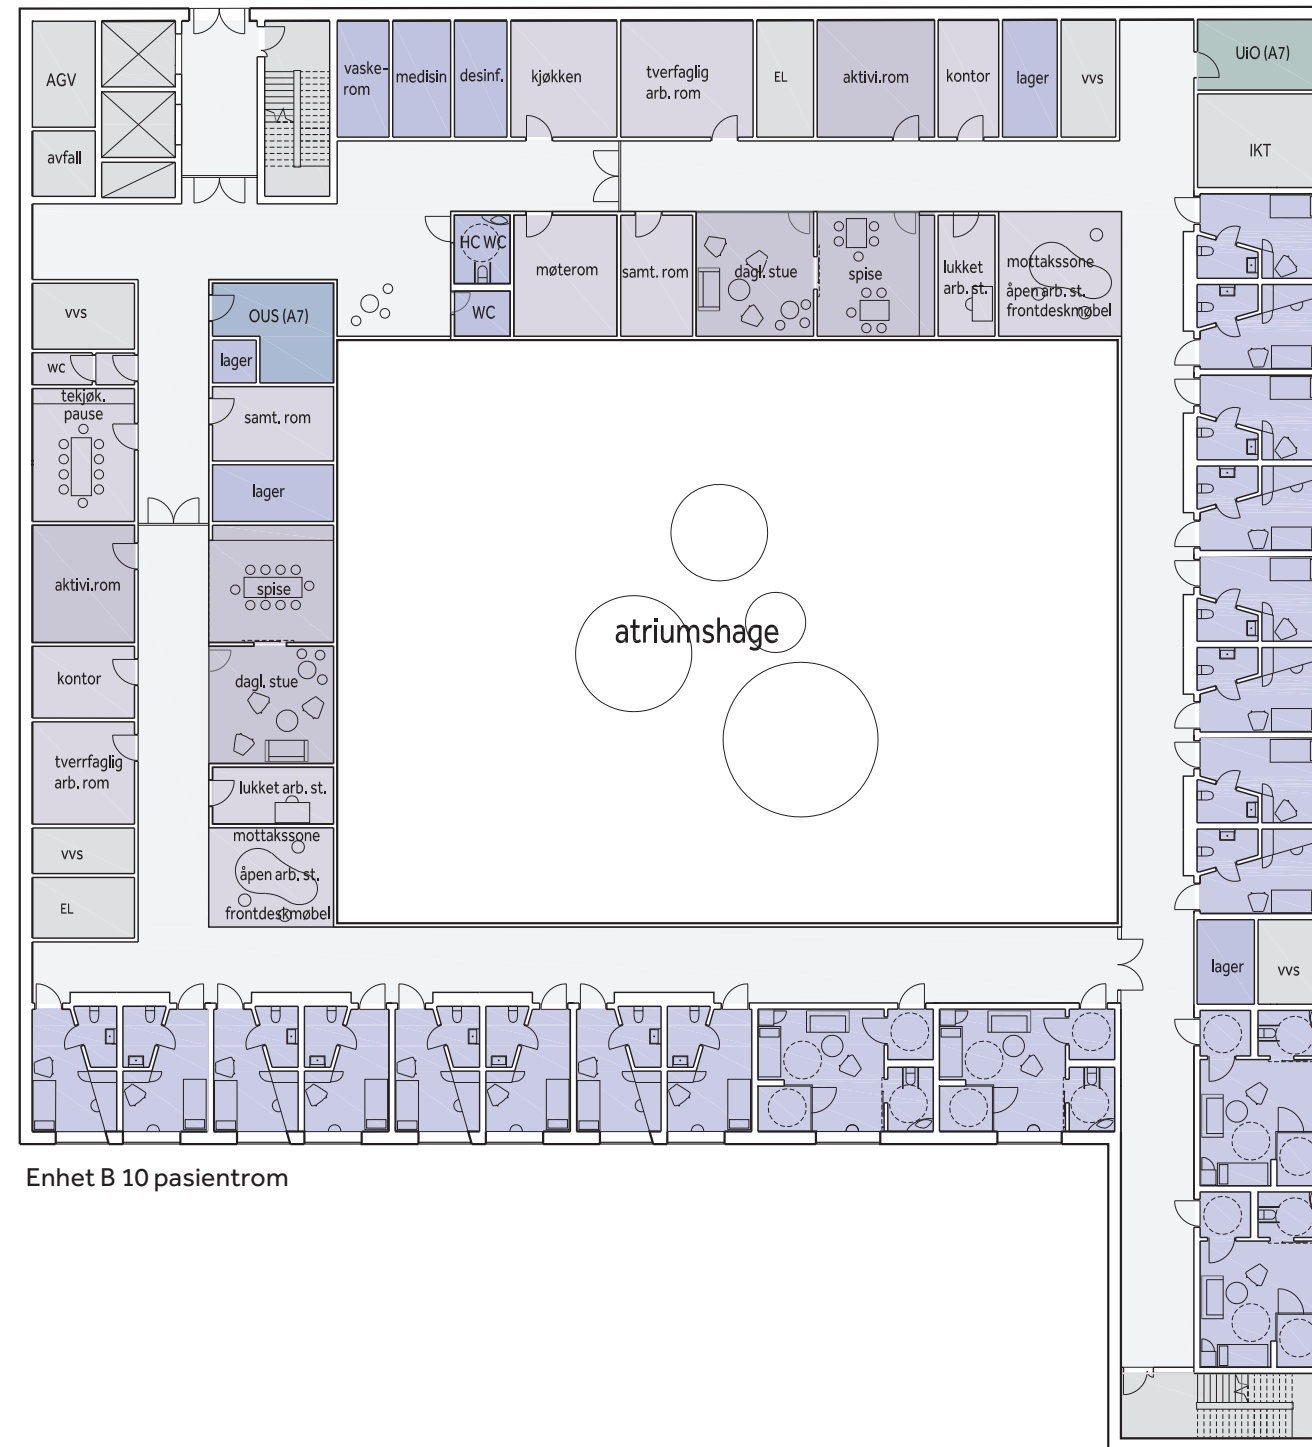 AGV
avfall
vaske-
rom
medisin
desinf.
kjøkken
tverfaglig
arb. rom
EL
aktivi.rom
kontor
lager
vvs
UiO (A7)
IKT
HC WC
WC
møterom
samt. rom
dagl. stue
spise
lukket
arb. st.
mottakssone
åpen arb. st.
frontdeskmøbel
vvs
wc
tekjøk.
pause
aktivi.rom
kontor
tverrfaglig
arb. rom
vvs
EL
OUS (A7)
lager
samt. rom
lager
spise
dagl. stue
lukket arb. st.
mottakssone
åpen arb. st.
frontdeskmøbel
atriumshage
lager
vvs
Enhet B 10 pasientrom